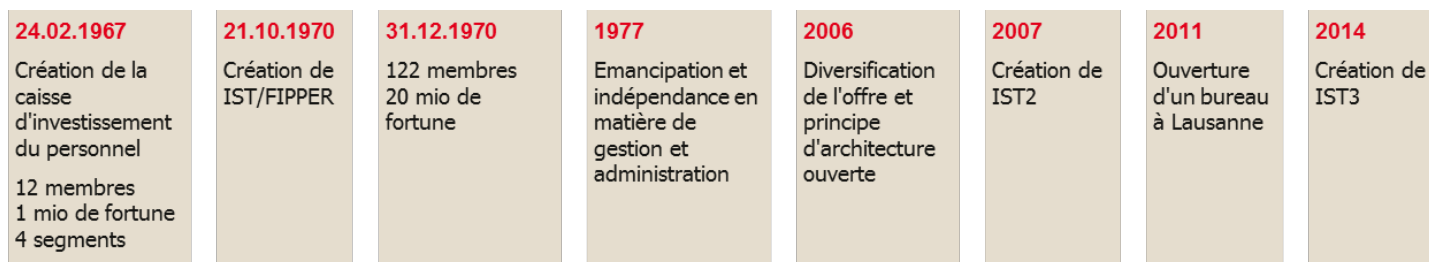 24.02.1967
Création de la
caisse
d'investissement
du personnel
12 membres
1 mio de fortune
4 segments
21.10.1970
Création de
IST/FIPPER
31.12.1970
122 membres
20 mio de
fortune
1977
Emancipation et
indépendance en
matière de
gestion et
administration
2006
Diversification
de l'offre et
principe
d'architecture
ouverte
2007
Création de
IST2
2011
Ouverture
d'un bureau
à Lausanne
2014
Création de
IST3